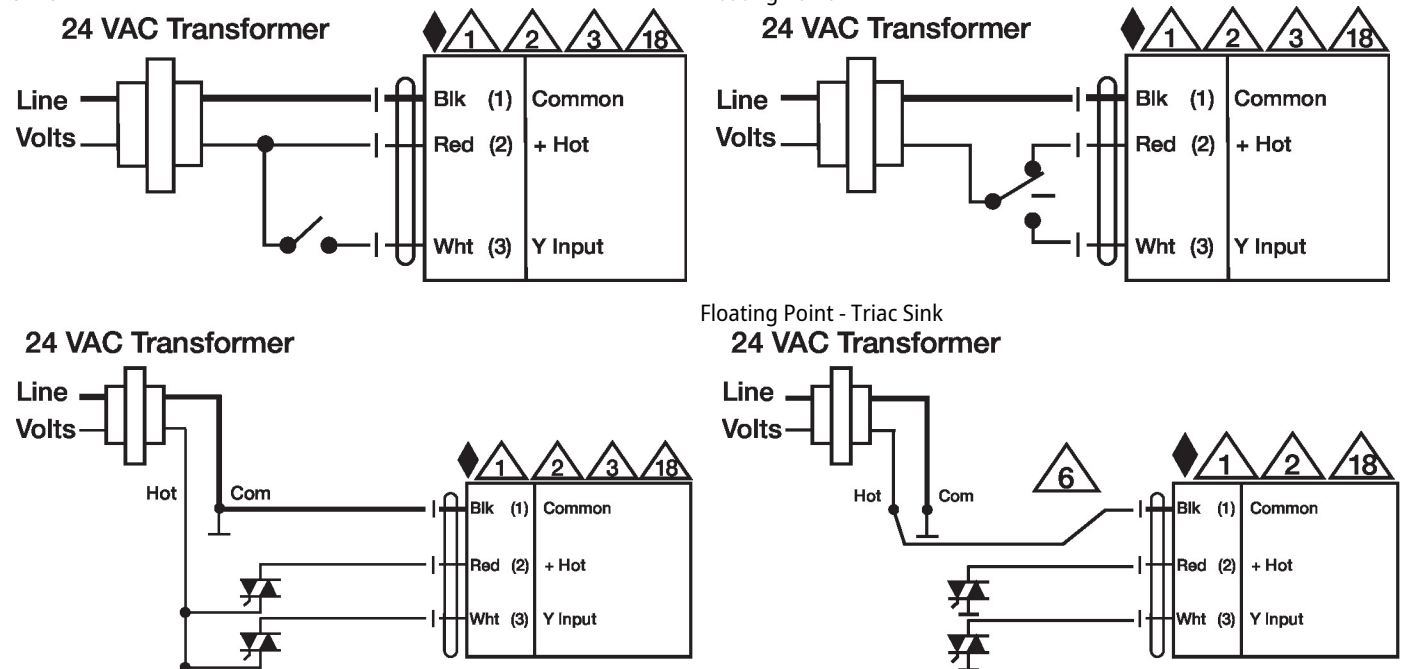 24 VAC Transformer
1 2 3 18
Line
Volts
Blk (1) Common
Red (2) + Hot
Wht (3) Y Input
24 VAC Transformer
1 2 3 18
Line
Volts
Blk (1) Common
Red (2) + Hot
Wht (3) Y Input
24 VAC Transformer
Line
Volts
1 2 3 18
Hot Com
Blk (1) Common
Red (2) + Hot
Wht (3) Y Input
Floating Point - Triac Sink
24 VAC Transformer
Line
Volts
6
1 2 18
Hot Com
Blk (1) Common
Red (2) + Hot
Wht (3) Y Input